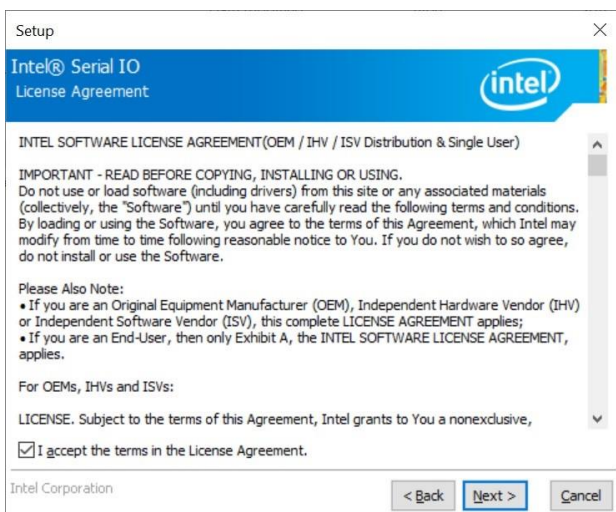 Setup
Intel® Serial IO
License Agreement
intel
INTEL SOFTWARE LICENSE AGREEMENT(OEM / IHV / ISV Distribution & Single User)
IMPORTANT - READ BEFORE COPYING, INSTALLING OR USING.
Do not use or load software (including drivers) from this site or any associated materials
(collectively, the "Software") until you have carefully read the following terms and conditions.
By loading or using the Software, you agree to the terms of this Agreement, which Intel may
modify from time to time following reasonable notice to You. If you do not wish to so agree,
do not install or use the Software.
Please Also Note:
• If you are an Original Equipment Manufacturer (OEM), Independent Hardware Vendor (IHV)
or Independent Software Vendor (ISV), this complete LICENSE AGREEMENT applies;
• If you are an End-User, then only Exhibit A, the INTEL SOFTWARE LICENSE AGREEMENT,
applies.
For OEMs, IHVs and ISVs:
LICENSE. Subject to the terms of this Agreement, Intel grants to You a nonexclusive,
I accept the terms in the License Agreement.
Intel Corporation
< Back Next > Cancel